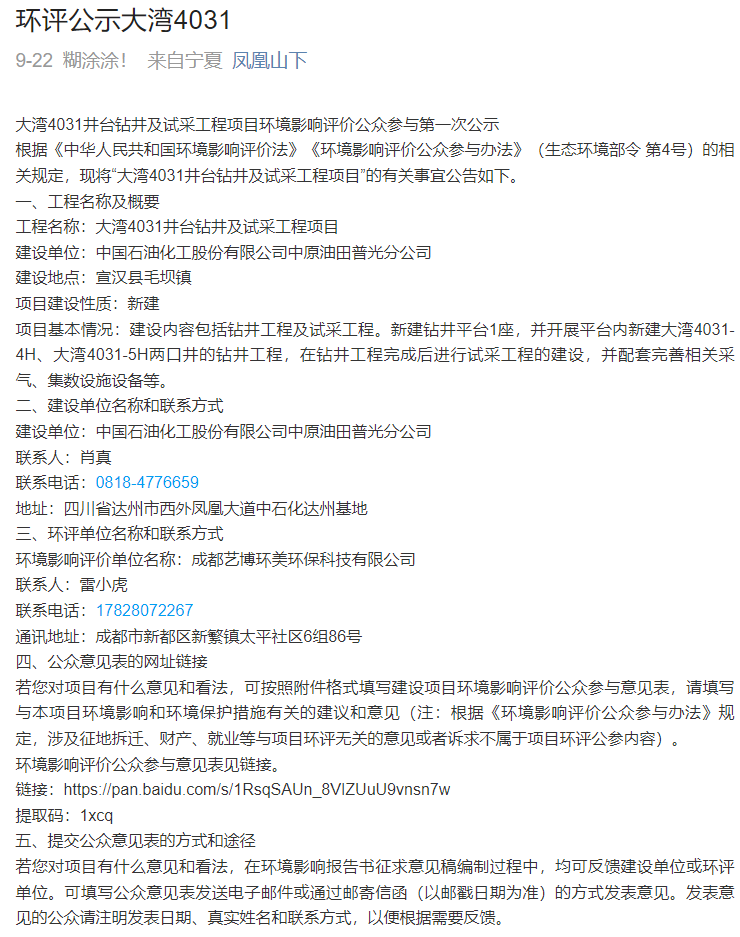 环评公示大湾4031
9-22 糊涂涂！ 来自宁夏 凤凰山下
大湾4031井台钻井及试采工程项目环境影响评价公众参与第一次公示
根据《中华人民共和国环境影响评价法》《环境影响评价公众参与办法》（生态环境部令 第4号）的相
关规定，现将“大湾4031井台钻井及试采工程项目”的有关事宜公告如下。
一、工程名称及概要
工程名称：大湾4031井台钻井及试采工程项目
建设单位：中国石油化工股份有限公司中原油田普光分公司
建设地点：宣汉县毛坝镇
项目建设性质：新建
项目基本情况：建设内容包括钻井工程及试采工程。新建钻井平台1座，并开展平台内新建大湾4031-
4H、大湾4031-5H两口井的钻井工程，在钻井工程完成后进行试采工程的建设，并配套完善相关采
气、集数设施设备等。
二、建设单位名称和联系方式
建设单位：中国石油化工股份有限公司中原油田普光分公司
联系人：肖真
联系电话：0818-4776659
地址：四川省达州市西外凤凰大道中石化达州基地
三、环评单位名称和联系方式
环境影响评价单位名称：成都艺博环美环保科技有限公司
联系人：雷小虎
联系电话：17828072267
通讯地址：成都市新都区新繁镇太平社区6组86号
四、公众意见表的网址链接
若您对项目有什么意见和看法，可按照附件格式填写建设项目环境影响评价公众参与意见表，请填写
与本项目环境影响和环境保护措施有关的建议和意见（注：根据《环境影响评价公众参与办法》规
定，涉及征地拆迁、财产、就业等与项目环评无关的意见或者诉求不属于项目环评公参内容）。
环境影响评价公众参与意见表见链接。
链接：https://pan.baidu.com/s/1RsqSAUn_8VlZUuU9vnsn7w
提取码：1xcq
五、提交公众意见表的方式和途径
若您对项目有什么意见和看法，在环境影响报告书征求意见稿编制过程中，均可反馈建设单位或环评
单位。可填写公众意见表发送电子邮件或通过邮寄信函（以邮戳日期为准）的方式发表意见。发表意
见的公众请注明发表日期、真实姓名和联系方式，以便根据需要反馈。